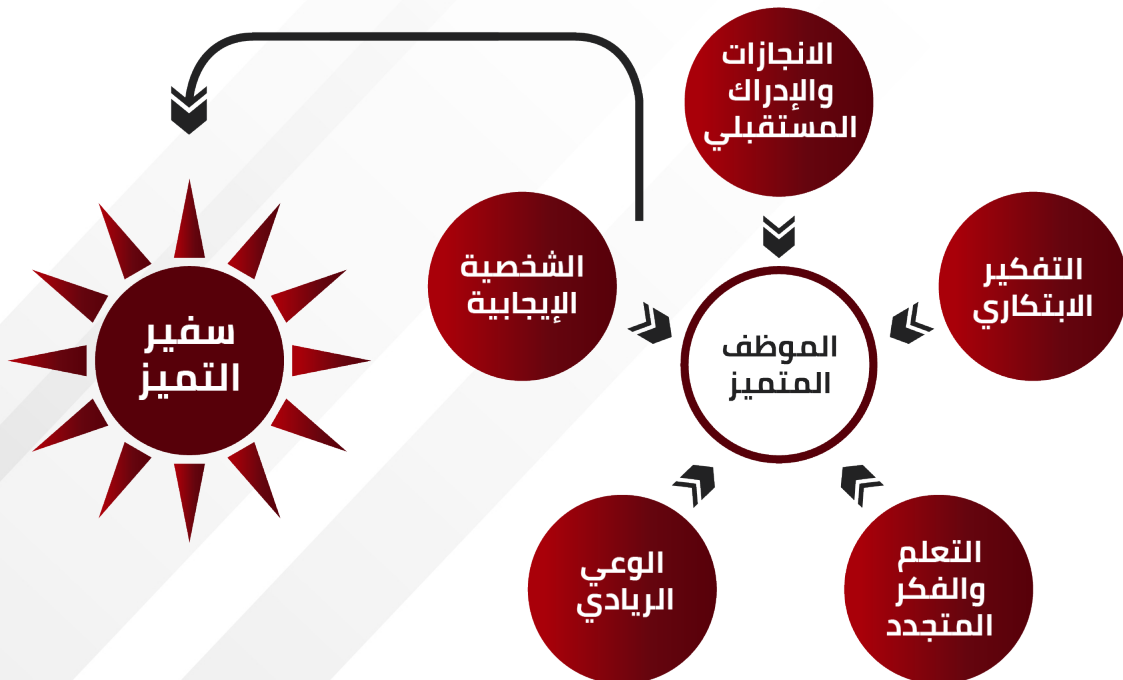 الانجازات
والإدراك
المستقبلي
التفكير
الابتكاري
الشخصية
الإيجابية
الموظف
المتميز
سفير
التميز
التعلم
والفكر
المتجدد
الوعي
الريادي